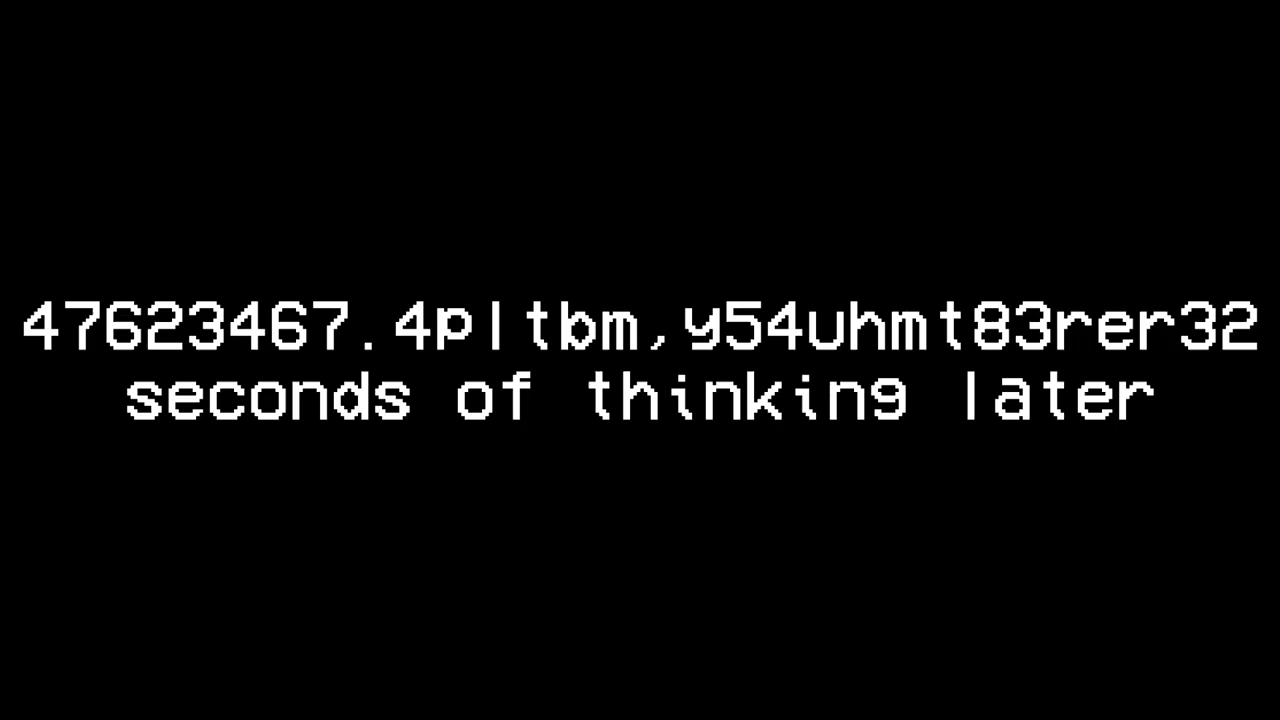 47623467.4pltbm,y54uhmt83rer32
seconds of thinking later